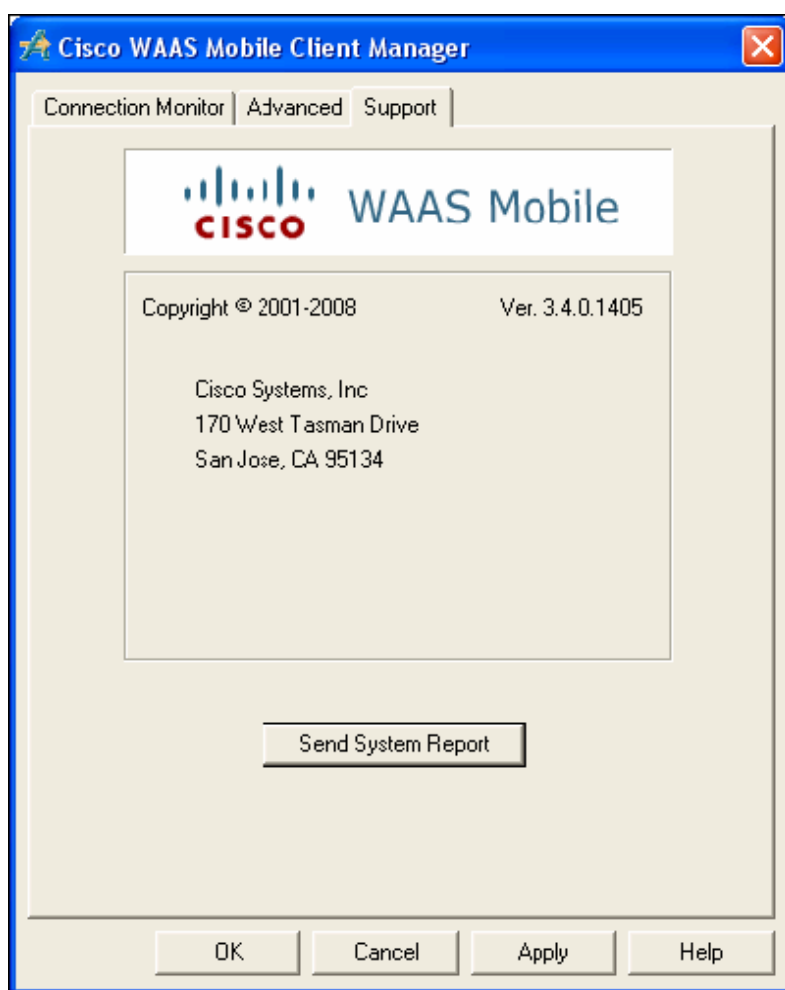 Cisco WAAS Mobile Client Manager
Connection Monitor Advanced Support
CISCO WAAS Mobile
Copyright © 2001-2008 Ver. 3.4.0.1405
Cisco Systems, Inc
170 West Tasman Drive
San Jose, CA 95134
Send System Report
OK Cancel Apply Help